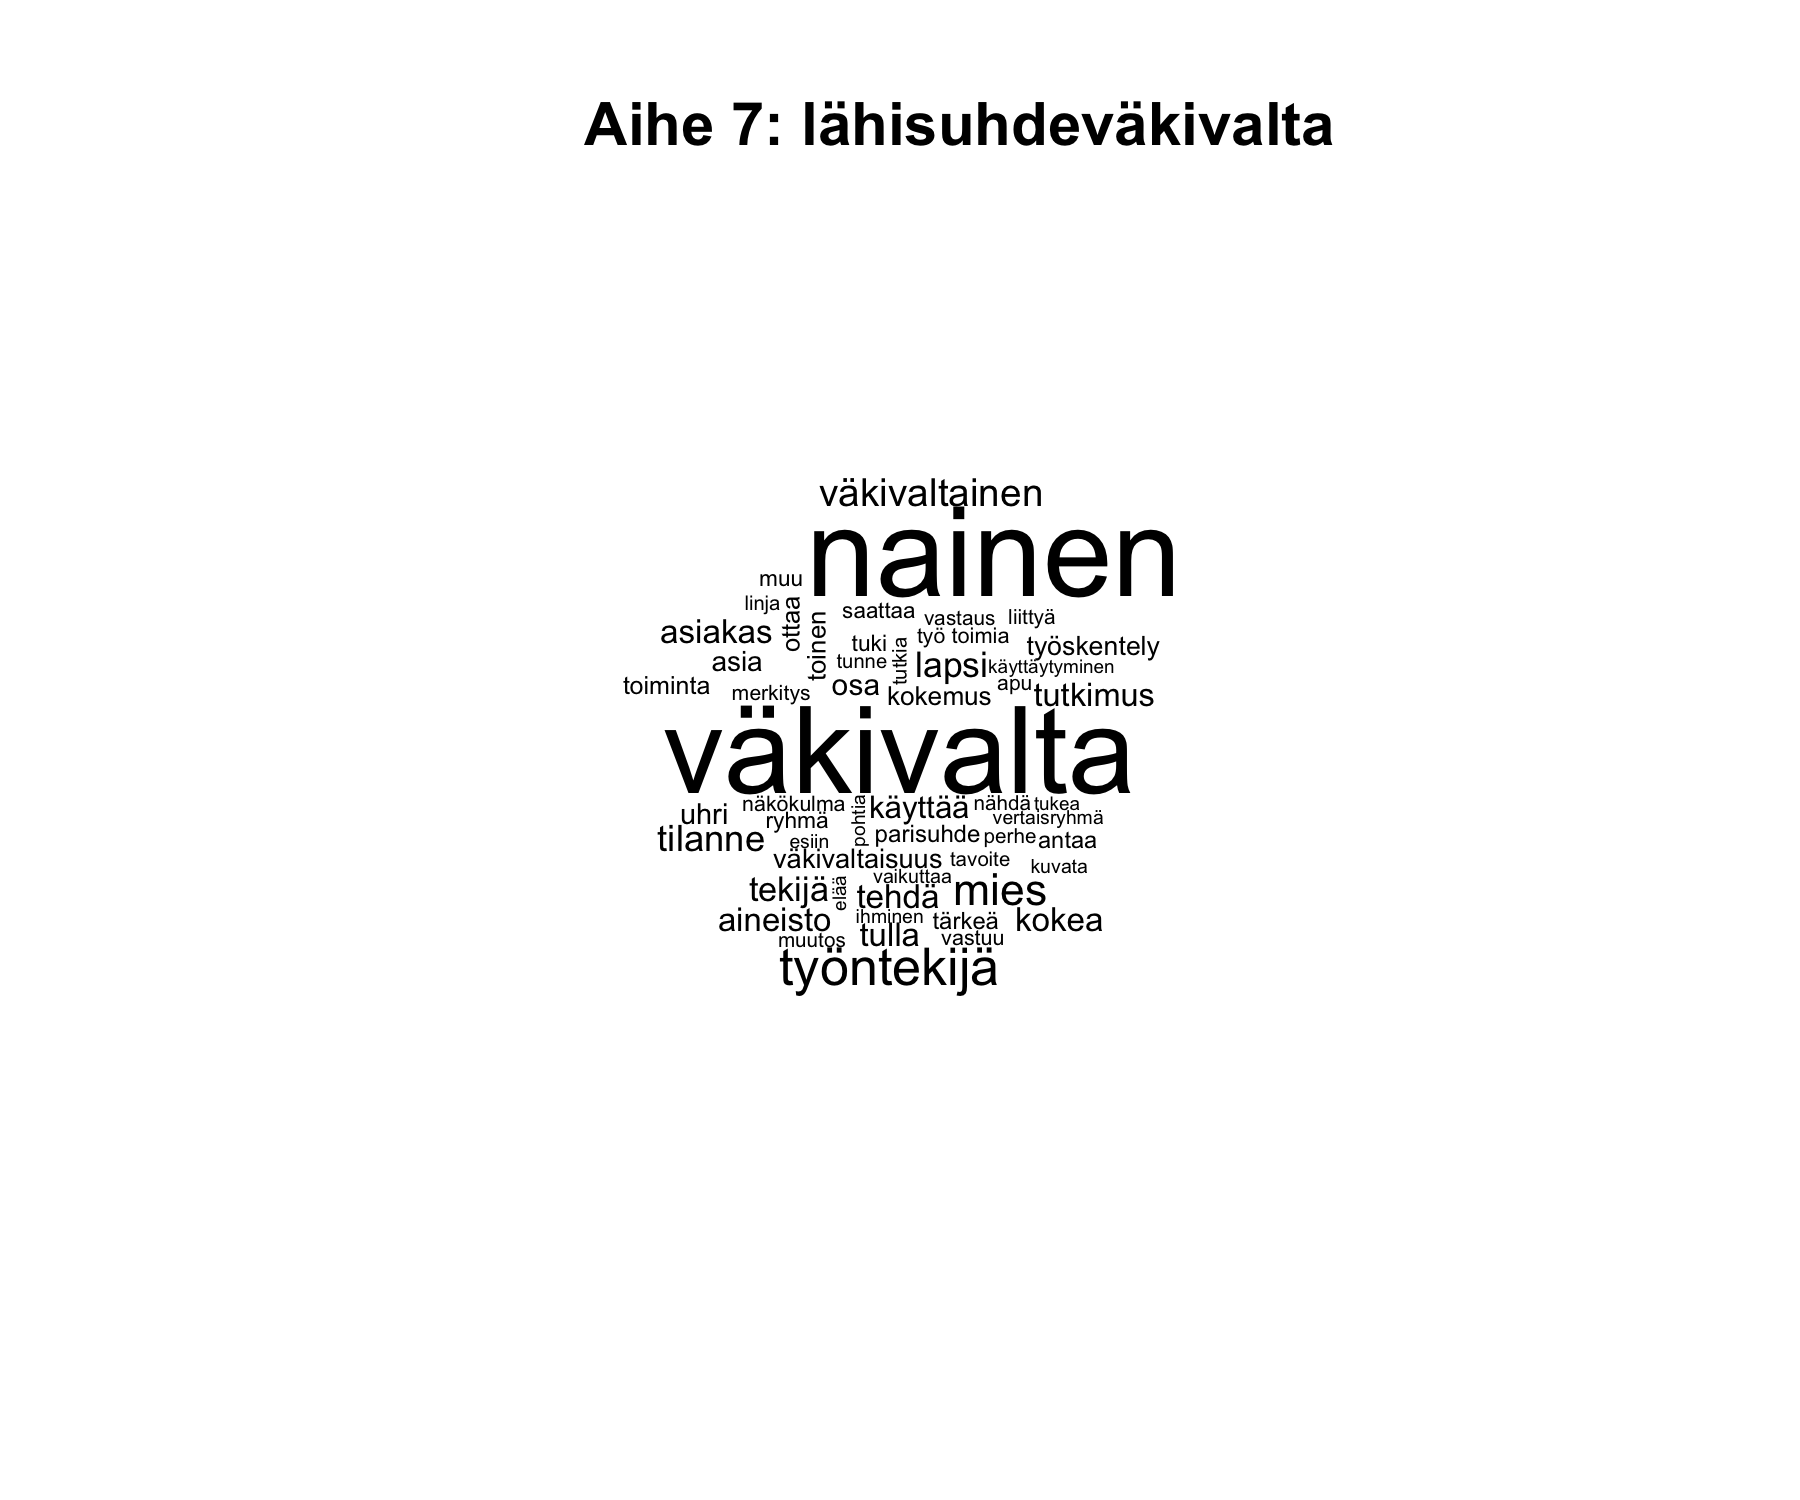 Aihe 7: lähisuhdeväkivalta
väkivaltainen
nainen
muu
linja
ottaa
toinen
saattaa
vastaus
liittyä
asiakas
tuki
tutkia
työ
toimia
työskentely
asia
tunne
lapsi
käyttäytyminen
toiminta
merkitys
osa
kokemus
apu
tutkimus
väkivalta
uhri
näkökulma
ryhmä
pohtia
käyttää
nähdä
tukea
vertaisryhmä
tilanne
esiin
parisuhde
perhe
antaa
väkivaltaisuus
tavoite
kuvata
tekijä
elää
vaikuttaa
tehdä
mies
aineisto
ihminen
tärkeä
kokea
muutos
tulla
vastuu
työntekijä